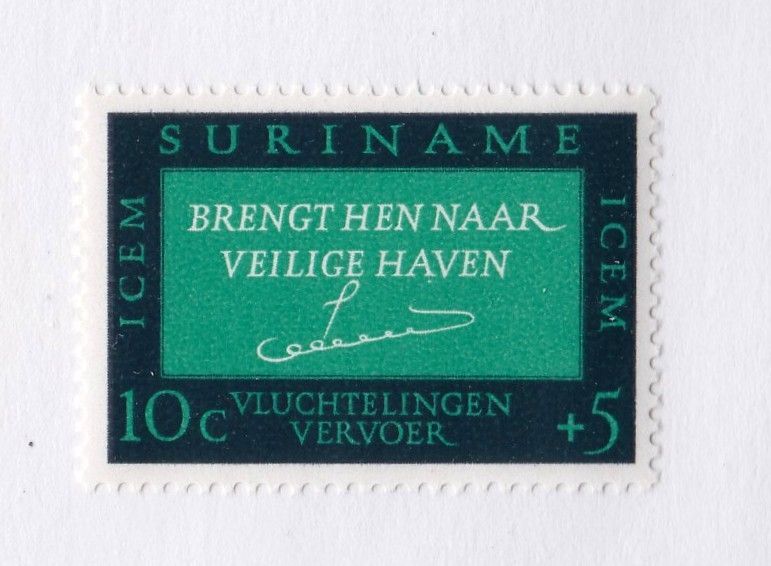 SURINAME
ICEM
BRENGT HEN NAAR
VEILIGE HAVEN
ICEM
10c
VLUCHTELINGEN
VERVOER
+5